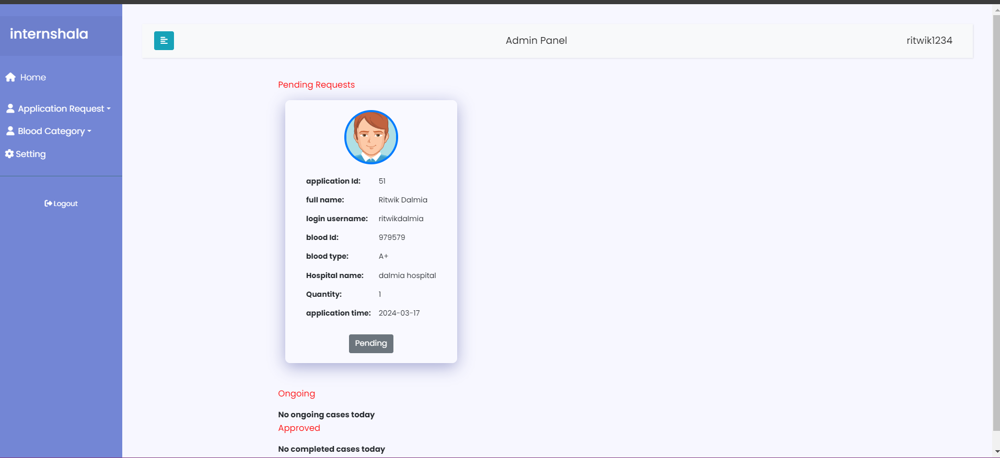 internshala
Home
Application Request
Blood Category
Setting
Logout
Admin Panel
ritwik1234
Pending Requests
application Id: 51
full name: Ritwik Dalmia
login username: ritwikdalmia
blood Id: 979579
blood type: A+
Hospital name: dalmia hospital
Quantity: 1
application time: 2024-03-17
Pending
Ongoing
No ongoing cases today
Approved
No completed cases today